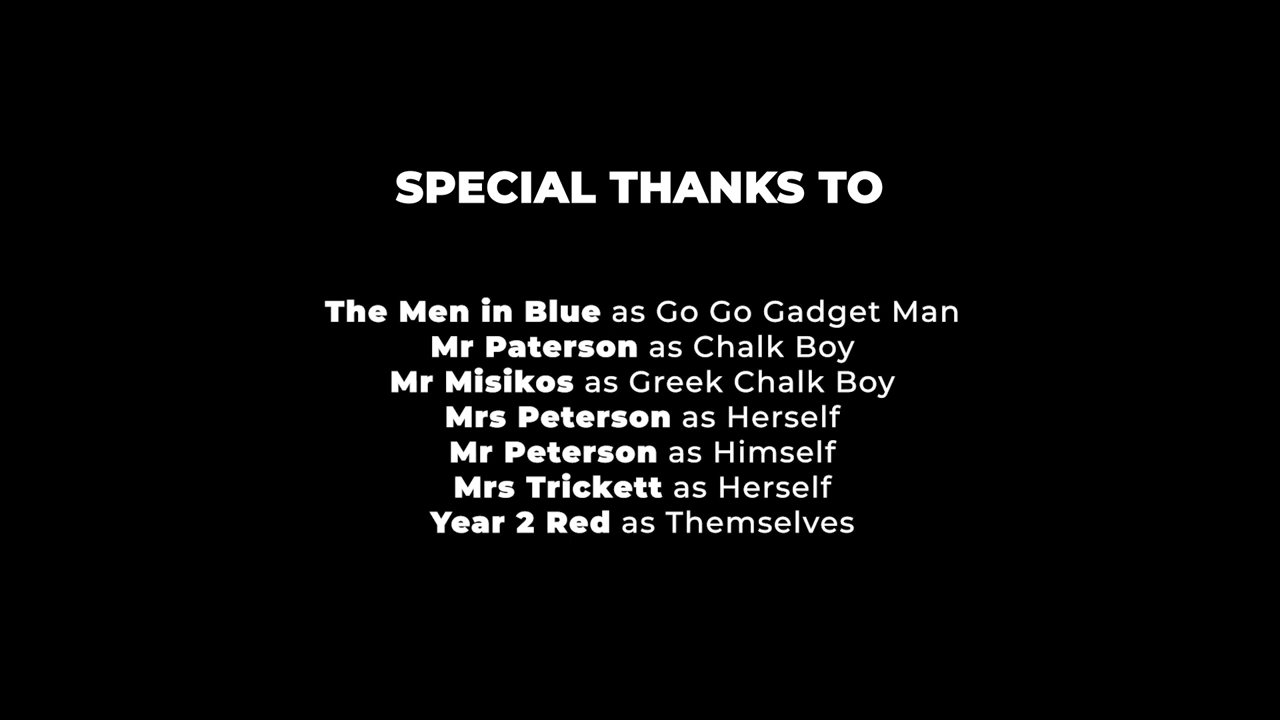 SPECIAL THANKS TO
The Men in Blue as Go Go Gadget Man
Mr Paterson as Chalk Boy
Mr Misikos as Greek Chalk Boy
Mrs Peterson as Herself
Mr Peterson as Himself
Mrs Trickett as Herself
Year 2 Red as Themselves